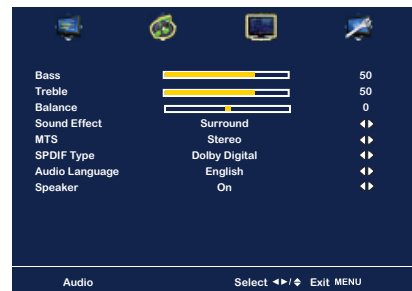 Bass 50
Treble 50
Balance 0
Sound Effect Surround
MTS Stereo
SPDIF Type Dolby Digital
Audio Language English
Speaker On
Audio Select ◄►/♦ Exit MENU